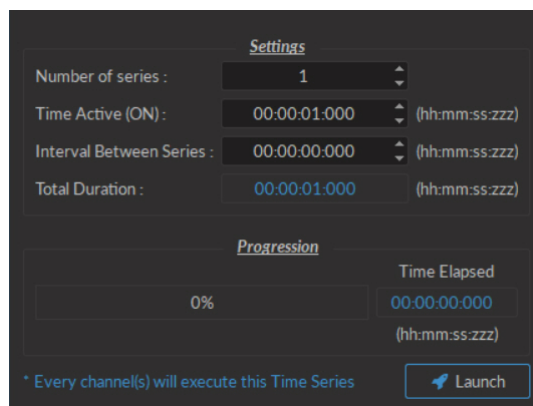 Settings
Number of series : 1
Time Active (ON) : 00:00:01:000 (hh:mm:ss:zzz)
Interval Between Series : 00:00:00:000 (hh:mm:ss:zzz)
Total Duration : 00:00:01:000 (hh:mm:ss:zzz)
Progression
Time Elapsed
0% 00:00:00:000
(hh:mm:ss:zzz)
* Every channel(s) will execute this Time Series Launch